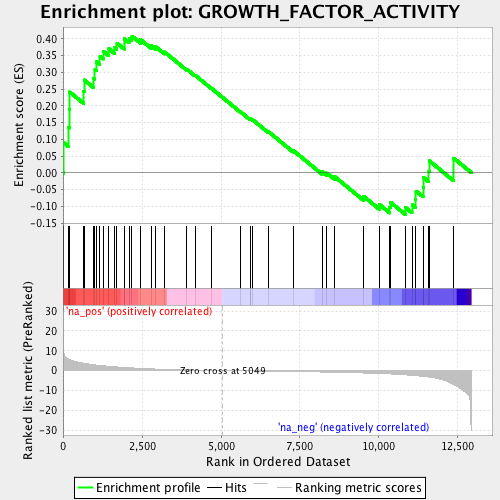 Enrichment plot: GROWTH_FACTOR_ACTIVITY
Enrichment score (ES)
0.40
0.35
0.30
0.25
0.20
0.15
0.10
0.05
0.00
-0.05
-0.10
-0.15
'na_pos' (positively correlated)
Ranked list metric (PreRanked)
30
20
10
0
-10
-20
-30
Zero cross at 5049
'na_neg' (negatively correlated)
0 2,500 5,000 7,500 10,000 12,500
Rank in Ordered Dataset
Enrichment profile Hits Ranking metric scores